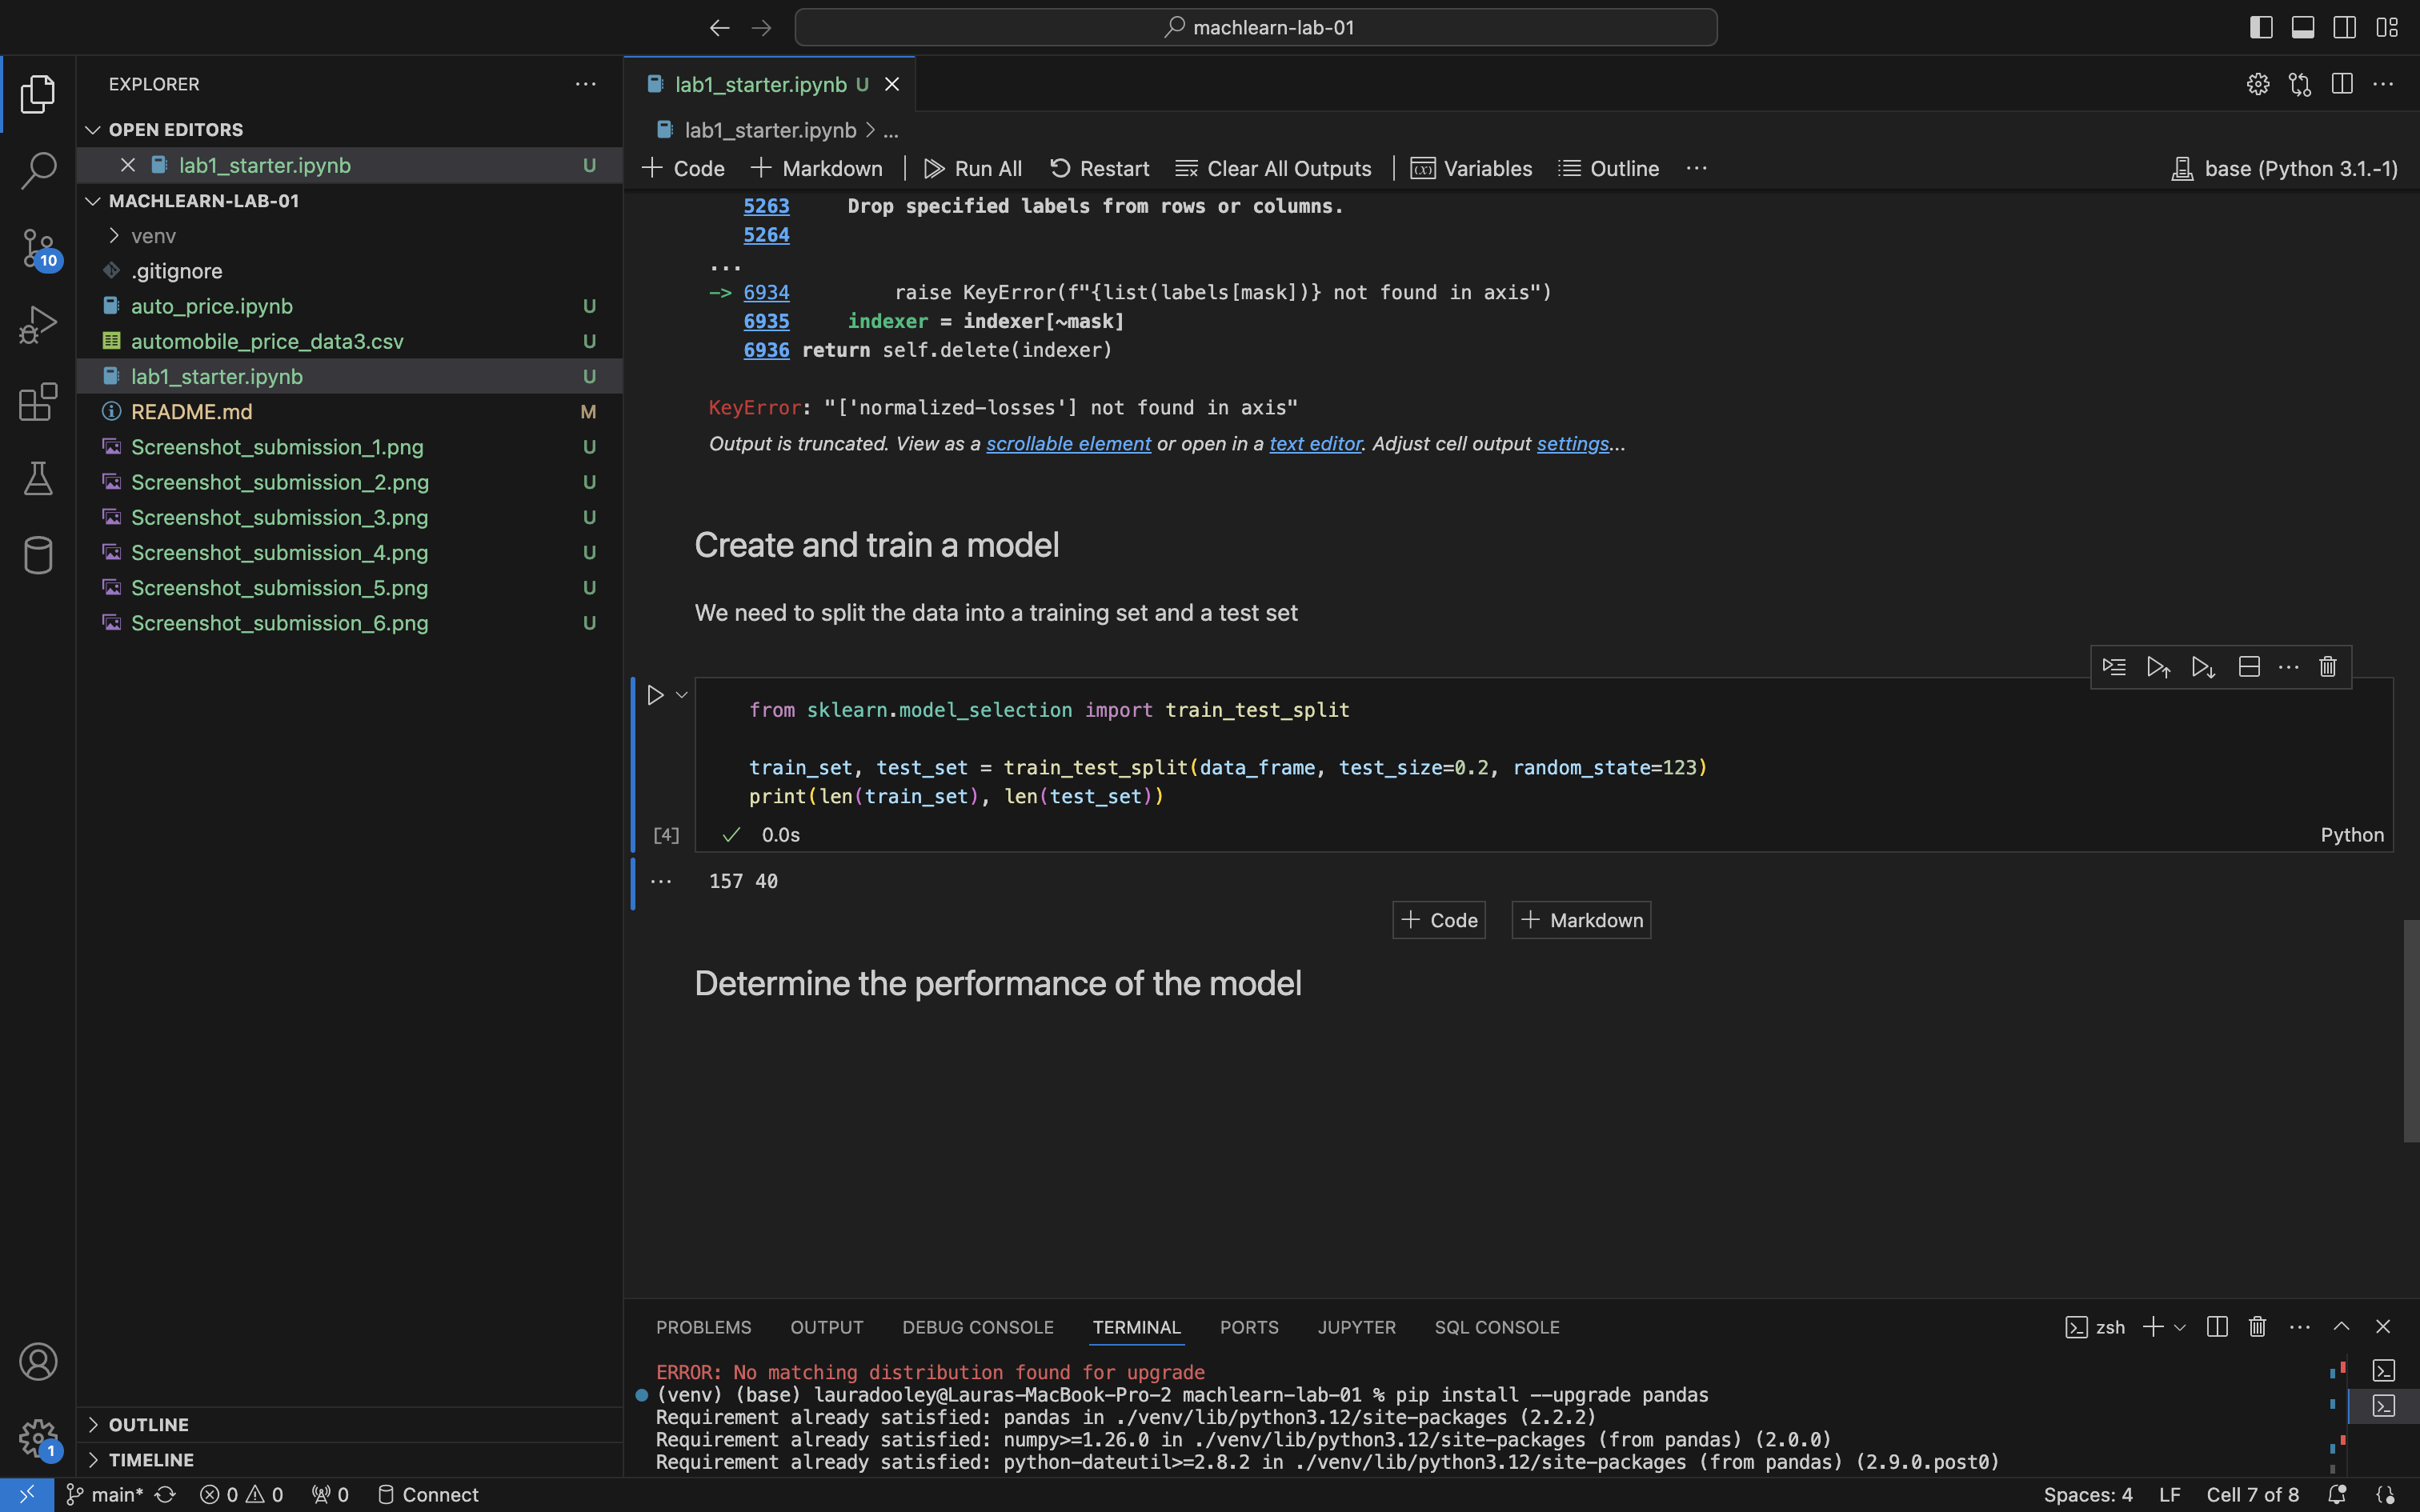 machlearn-lab-01
EXPLORER
OPEN EDITORS
lab1_starter.ipynb U
MACHLEARN-LAB-01
venv
.gitignore
auto_price.ipynb U
automobile_price_data3.csv U
lab1_starter.ipynb U
README.md M
Screenshot_submission_1.png U
Screenshot_submission_2.png U
Screenshot_submission_3.png U
Screenshot_submission_4.png U
Screenshot_submission_5.png U
Screenshot_submission_6.png U
OUTLINE
TIMELINE
10
1
lab1_starter.ipynb U
lab1_starter.ipynb > ...
+ Code + Markdown | Run All Restart Clear All Outputs | Variables Outline ... base (Python 3.1.-1)
5263 Drop specified labels from rows or columns.
5264
...
-> 6934 raise KeyError(f"{list(labels[mask])} not found in axis")
6935 indexer = indexer[~mask]
6936 return self.delete(indexer)
KeyError: "['normalized-losses'] not found in axis"
Output is truncated. View as a scrollable element or open in a text editor. Adjust cell output settings...
Create and train a model
We need to split the data into a training set and a test set
from sklearn.model_selection import train_test_split
train_set, test_set = train_test_split(data_frame, test_size=0.2, random_state=123)
print(len(train_set), len(test_set))
[4] ✓ 0.0s Python
... 157 40
+ Code + Markdown
Determine the performance of the model
PROBLEMS OUTPUT DEBUG CONSOLE TERMINAL PORTS JUPYTER SQL CONSOLE zsh
ERROR: No matching distribution found for upgrade
(venv) (base) lauradooley@Lauras-MacBook-Pro-2 machlearn-lab-01 % pip install --upgrade pandas
Requirement already satisfied: pandas in ./venv/lib/python3.12/site-packages (2.2.2)
Requirement already satisfied: numpy>=1.26.0 in ./venv/lib/python3.12/site-packages (from pandas) (2.0.0)
Requirement already satisfied: python-dateutil>=2.8.2 in ./venv/lib/python3.12/site-packages (from pandas) (2.9.0.post0)
main* 0 0 0 Connect Spaces: 4 LF Cell 7 of 8